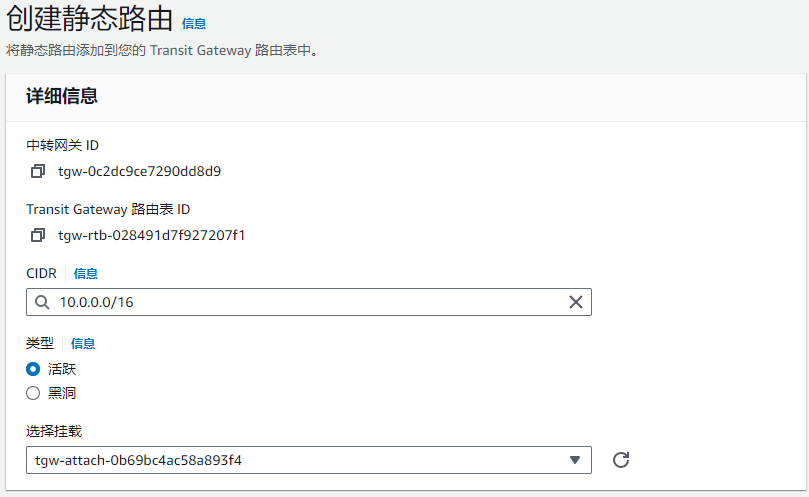 创建静态路由 信息
将静态路由添加到您的 Transit Gateway 路由表中。
详细信息
中转网关 ID
tgw-0c2dc9ce7290dd8d9
Transit Gateway 路由表 ID
tgw-rtb-028491d7f927207f1
CIDR 信息
10.0.0.0/16
类型 信息
活跃
黑洞
选择挂载
tgw-attach-0b69bc4ac58a893f4